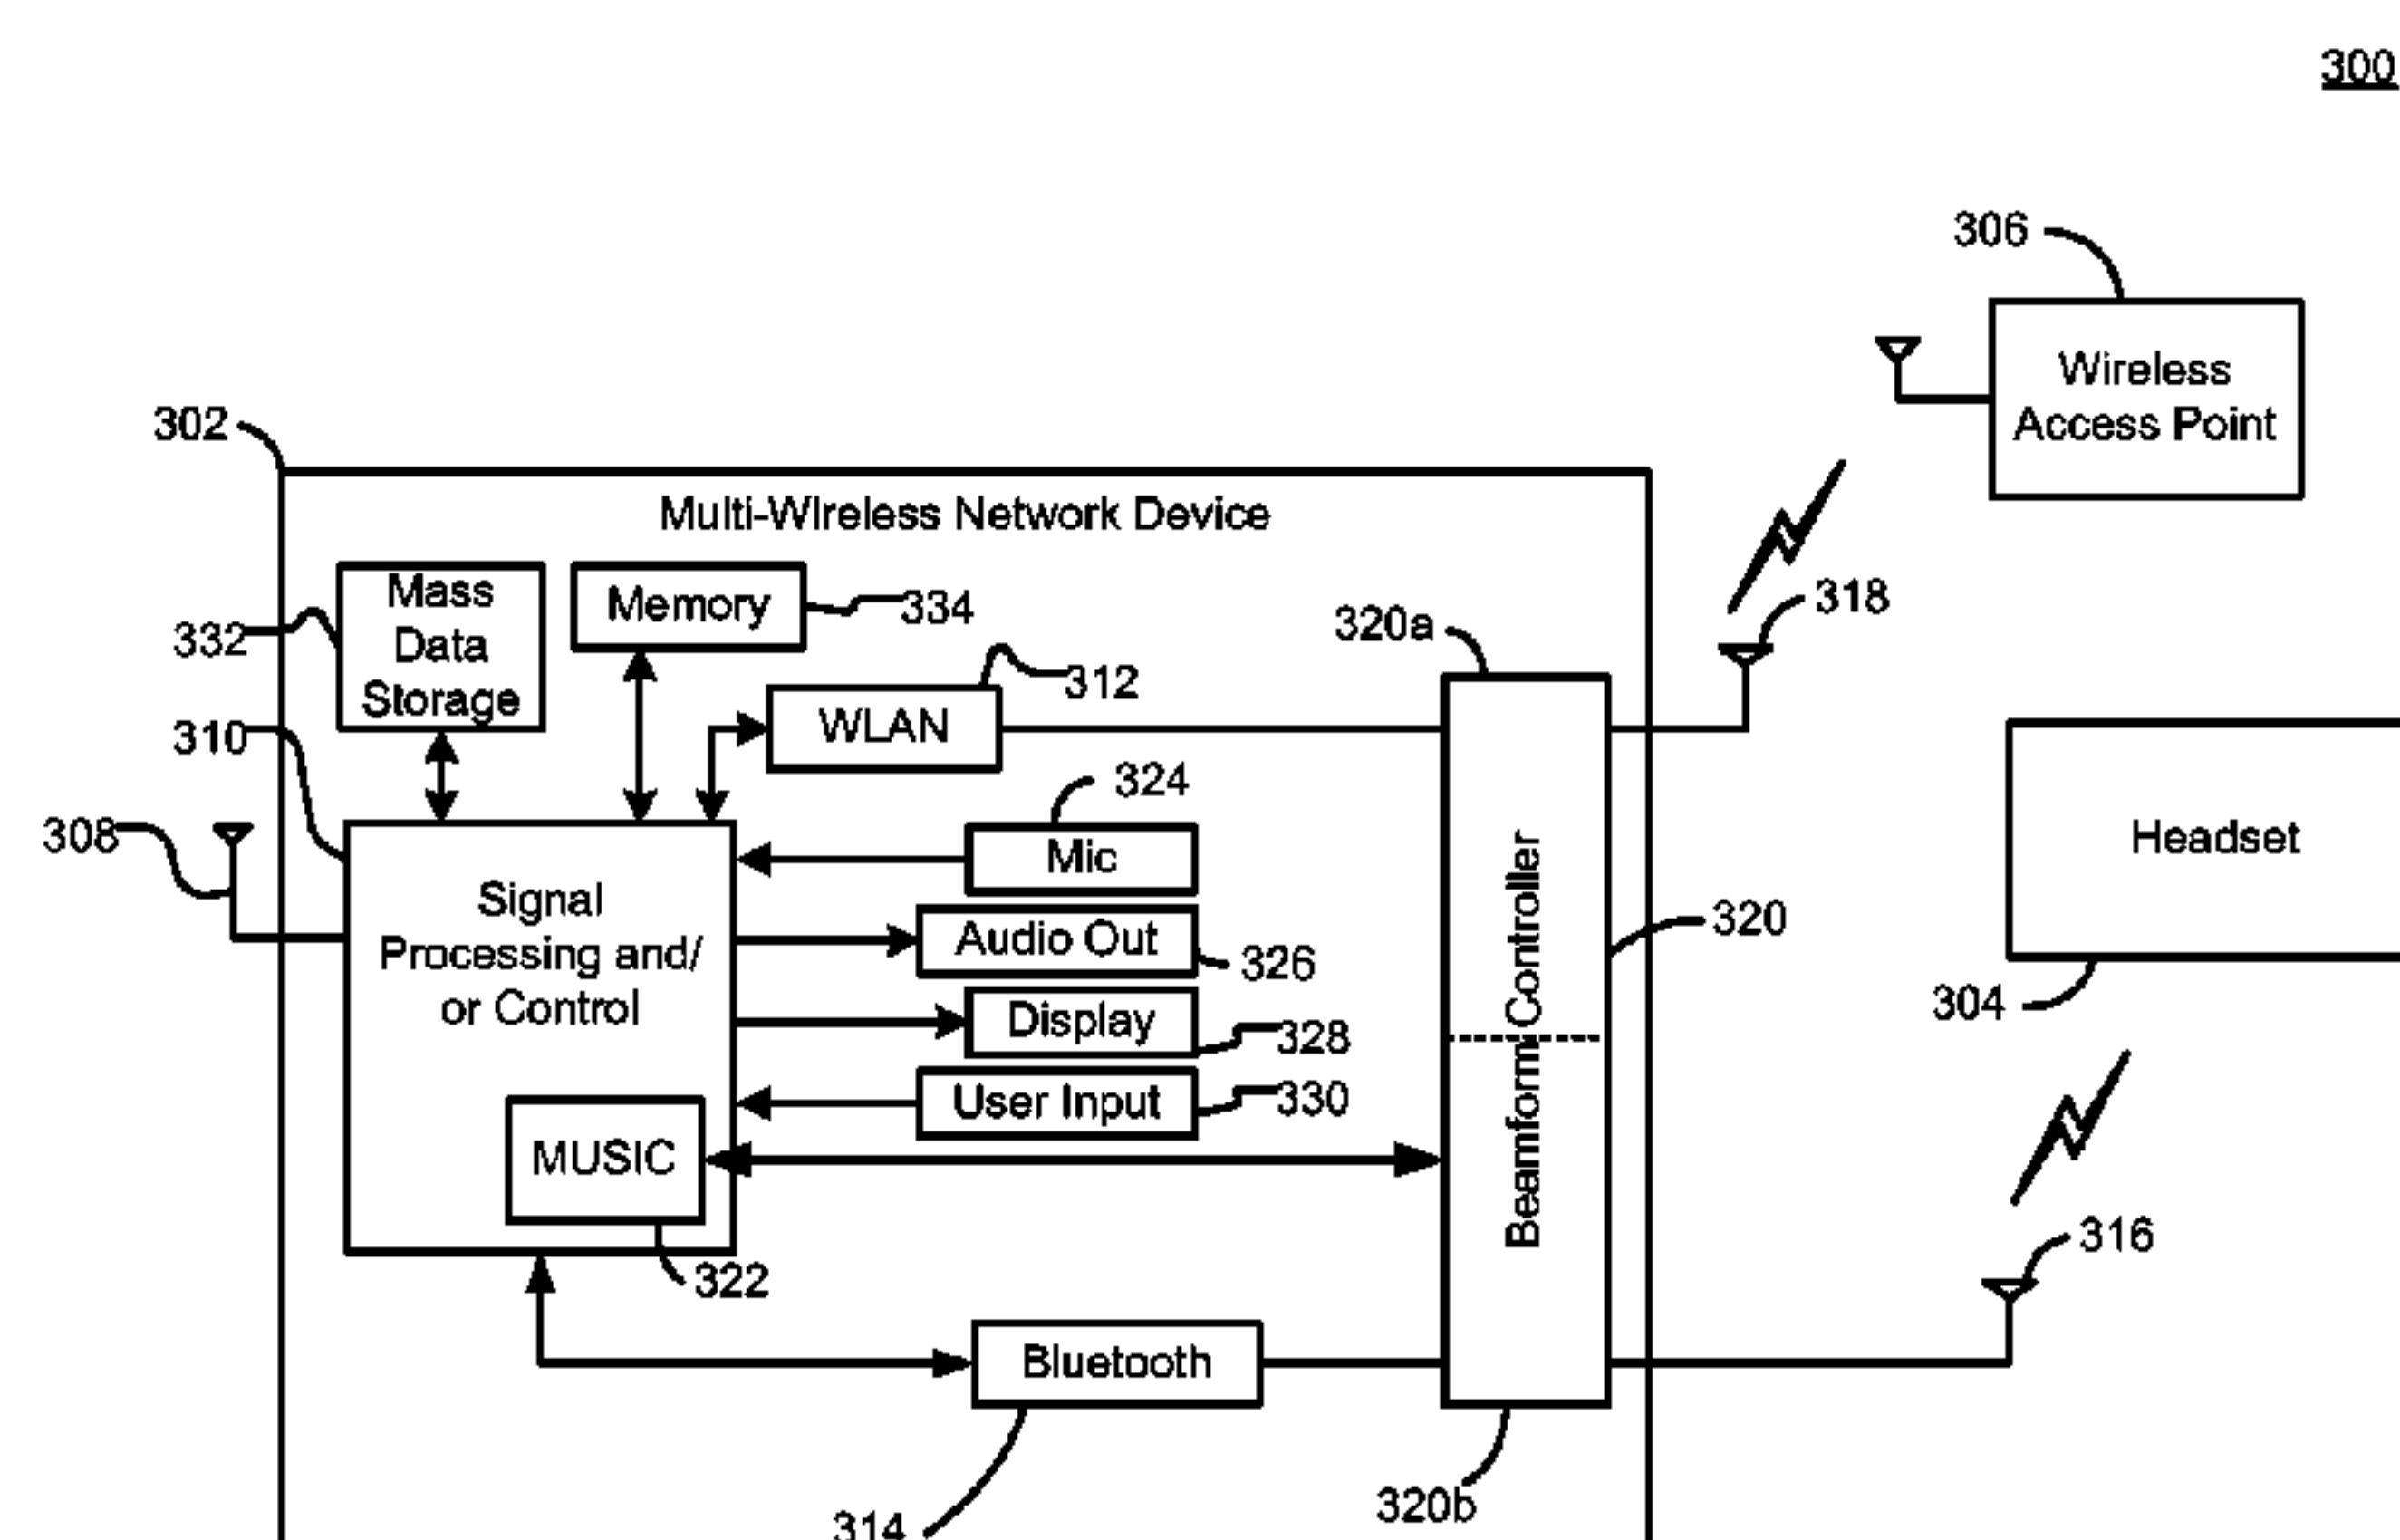 300
306
Wireless
Access Point
302
Multi-WIreless Network Device
Mass
Data
Storage
332
Memory
334
320a
318
310
WLAN
312
308
Mic
324
Signal
Processing and/
or Control
Audio Out
326
Display
328
User Input
330
MUSIC
322
Beamform Controller
320
Headset
304
316
Bluetooth
314
320b